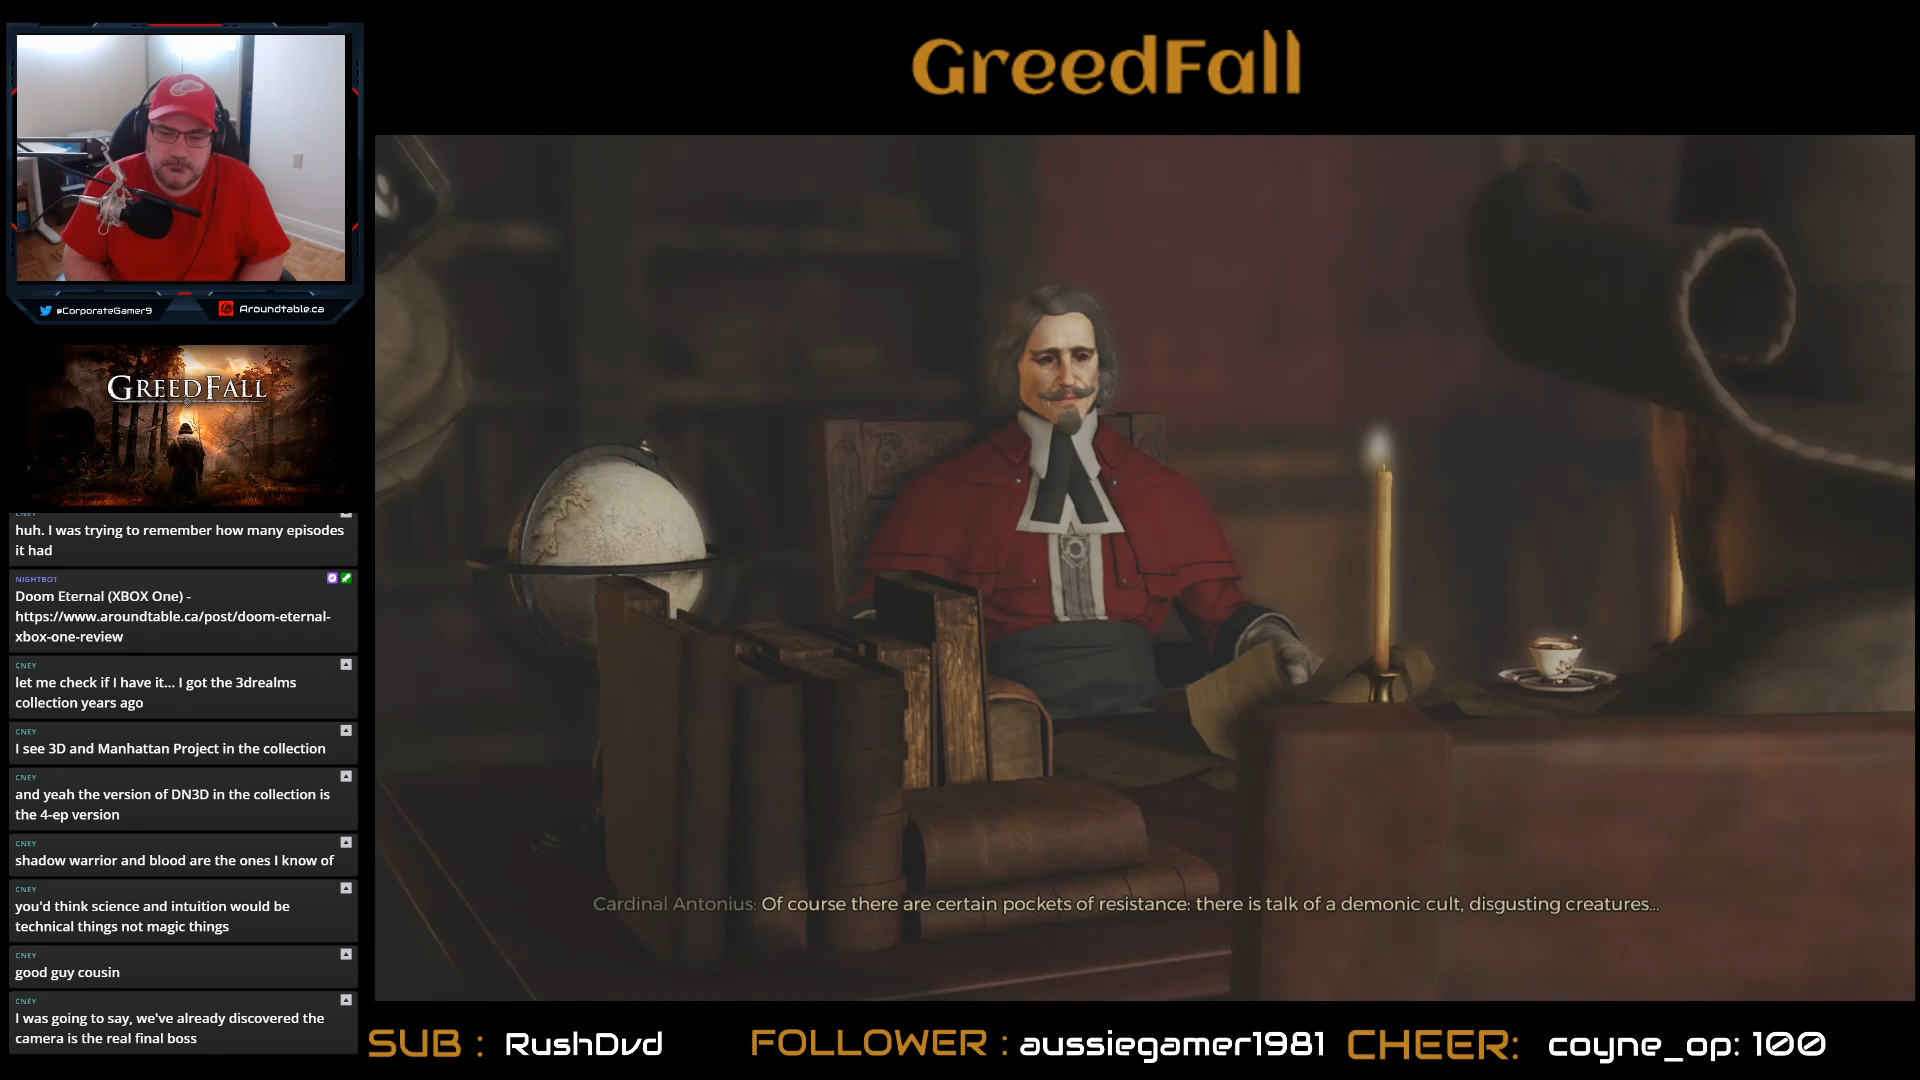 GreedFall
@CorporateGamer9
Aroundtable.ca
GREEDFALL
CNEY
huh. I was trying to remember how many episodes
it had
NIGHTBOT
Doom Eternal (XBOX One) -
https://www.aroundtable.ca/post/doom-eternal-
xbox-one-review
CNEY
let me check if I have it... I got the 3drealms
collection years ago
CNEY
I see 3D and Manhattan Project in the collection
CNEY
and yeah the version of DN3D in the collection is
the 4-ep version
CNEY
shadow warrior and blood are the ones I know of
CNEY
you'd think science and intuition would be
technical things not magic things
CNEY
good guy cousin
CNEY
I was going to say, we've already discovered the
camera is the real final boss
Cardinal Antonius: Of course there are certain pockets of resistance: there is talk of a demonic cult, disgusting creatures...
SUB : RushDvd FOLLOWER : aussiegamer1981 CHEER: coyne_op: 100